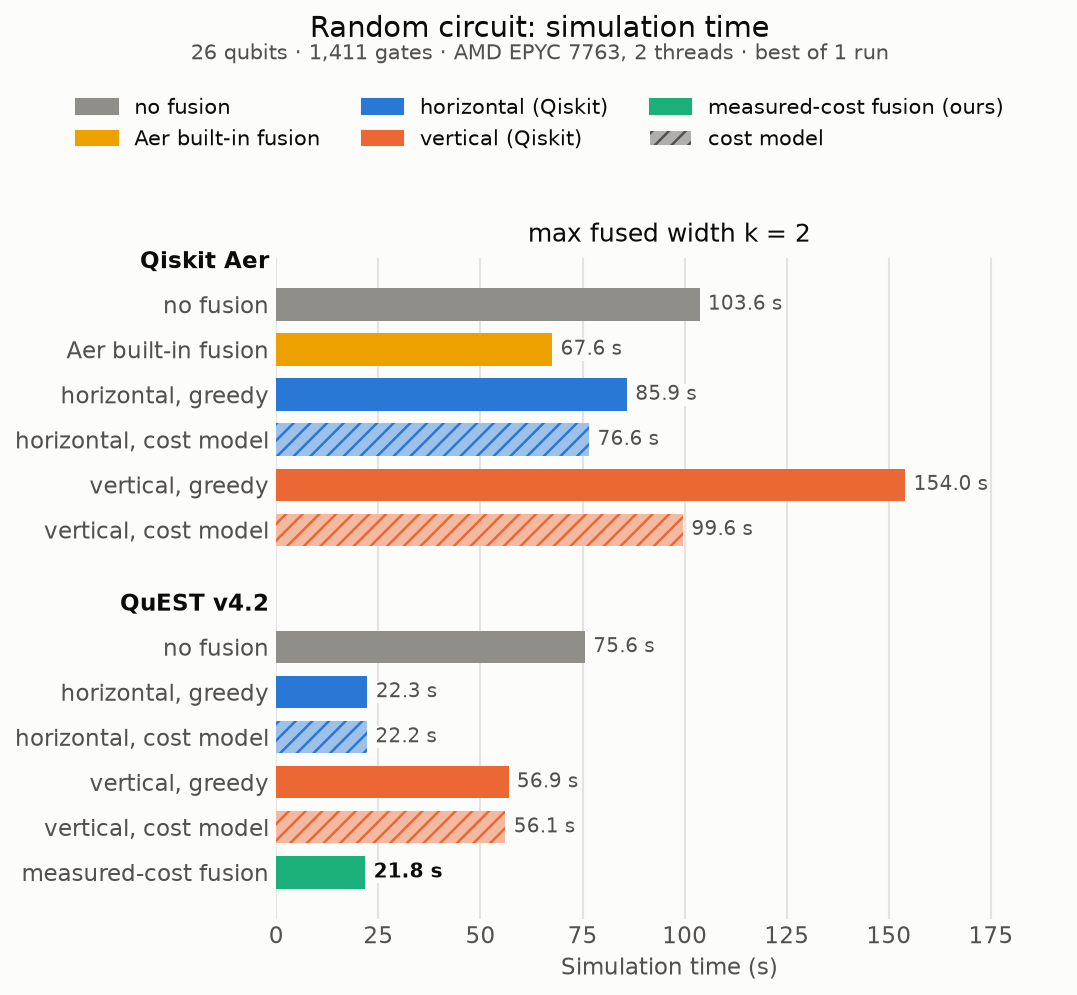 Random circuit: simulation time
26 qubits · 1,411 gates · AMD EPYC 7763, 2 threads · best of 1 run
no fusion
horizontal (Qiskit)
measured-cost fusion (ours)
Aer built-in fusion
vertical (Qiskit)
cost model
max fused width k = 2
Qiskit Aer
no fusion 103.6 s
Aer built-in fusion 67.6 s
horizontal, greedy 85.9 s
horizontal, cost model 76.6 s
vertical, greedy 154.0 s
vertical, cost model 99.6 s
QuEST v4.2
no fusion 75.6 s
horizontal, greedy 22.3 s
horizontal, cost model 22.2 s
vertical, greedy 56.9 s
vertical, cost model 56.1 s
measured-cost fusion 21.8 s
0 25 50 75 100 125 150 175
Simulation time (s)